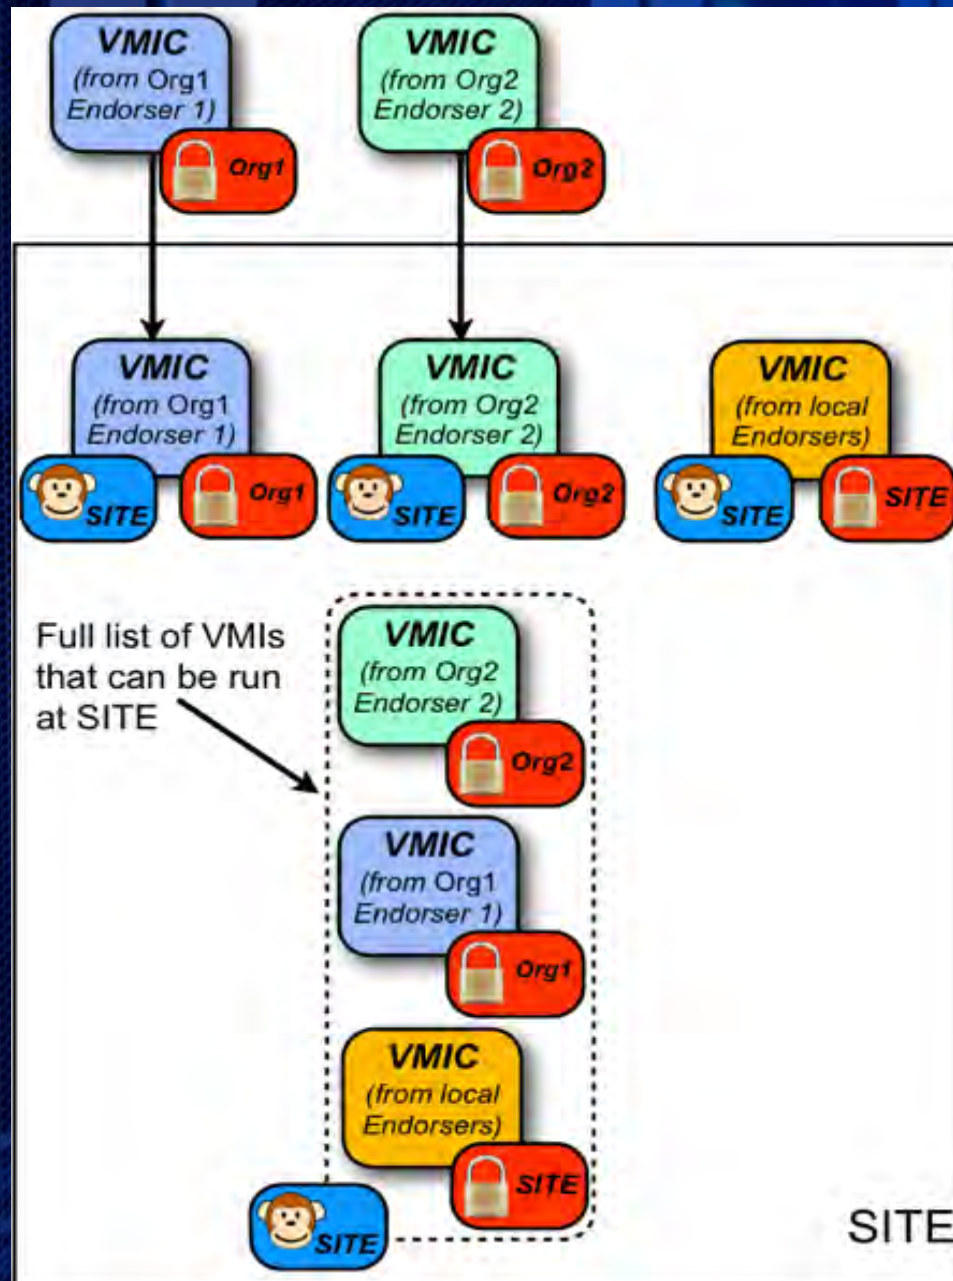 VMIC
(from Org1
Endorser 1)
Org1
VMIC
(from Org2
Endorser 2)
Org2
VMIC
(from Org1
Endorser 1)
SITE
Org1
VMIC
(from Org2
Endorser 2)
SITE
Org2
VMIC
(from local
Endorsers)
SITE
SITE
Full list of VMIs
that can be run
at SITE
VMIC
(from Org2
Endorser 2)
Org2
VMIC
(from Org1
Endorser 1)
Org1
VMIC
(from local
Endorsers)
SITE
SITE
SITE